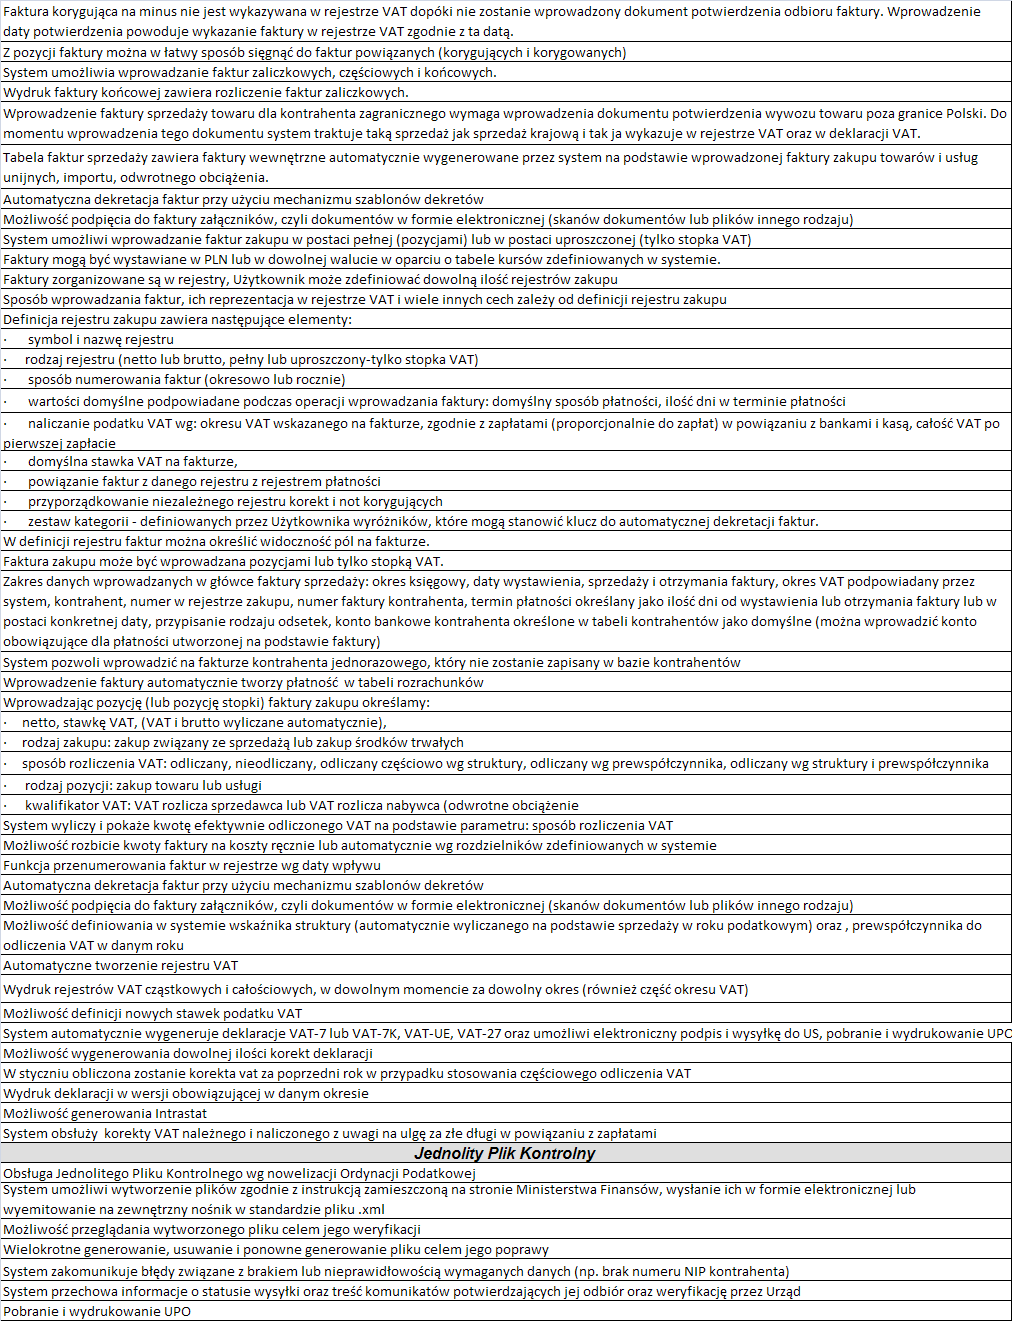 Faktura korygująca na minus nie jest wykazywana w rejestrze VAT dopóki nie zostanie wprowadzony dokument potwierdzenia odbioru faktury. Wprowadzenie
daty potwierdzenia powoduje wykazanie faktury w rejestrze VAT zgodnie z ta datą.
Z pozycji faktury można w łatwy sposób sięgnąć do faktur powiązanych (korygujących i korygowanych)
System umożliwia wprowadzanie faktur zaliczkowych, częściowych i końcowych.
Wydruk faktury końcowej zawiera rozliczenie faktur zaliczkowych.
Wprowadzenie faktury sprzedaży towaru dla kontrahenta zagranicznego wymaga wprowadzenia dokumentu potwierdzenia wywozu towaru poza granice Polski. Do
momentu wprowadzenia tego dokumentu system traktuje taką sprzedaż jak sprzedaż krajową i tak ja wykazuje w rejestrze VAT oraz w deklaracji VAT.
Tabela faktur sprzedaży zawiera faktury wewnętrzne automatycznie wygenerowane przez system na podstawie wprowadzonej faktury zakupu towarów i usług
unijnych, importu, odwrotnego obciążenia.
Automatyczna dekretacja faktur przy użyciu mechanizmu szablonów dekretów
Możliwość podpięcia do faktury załączników, czyli dokumentów w formie elektronicznej (skanów dokumentów lub plików innego rodzaju)
System umożliwi wprowadzanie faktur zakupu w postaci pełnej (pozycjami) lub w postaci uproszczonej (tylko stopka VAT)
Faktury mogą być wystawiane w PLN lub w dowolnej walucie w oparciu o tabele kursów zdefiniowanych w systemie.
Faktury zorganizowane są w rejestry, Użytkownik może zdefiniować dowolną ilość rejestrów zakupu
Sposób wprowadzania faktur, ich reprezentacja w rejestrze VAT i wiele innych cech zależy od definicji rejestru zakupu
Definicja rejestru zakupu zawiera następujące elementy:
· symbol i nazwę rejestru
· rodzaj rejestru (netto lub brutto, pełny lub uproszczony-tylko stopka VAT)
· sposób numerowania faktur (okresowo lub rocznie)
· wartości domyślne podpowiadane podczas operacji wprowadzania faktury: domyślny sposób płatności, ilość dni w terminie płatności
· naliczanie podatku VAT wg: okresu VAT wskazanego na fakturze, zgodnie z zapłatami (proporcjonalnie do zapłat) w powiązaniu z bankami i kasą, całość VAT po
pierwszej zapłacie
· domyślna stawka VAT na fakturze,
· powiązanie faktur z danego rejestru z rejestrem płatności
· przyporządkowanie niezależnego rejestru korekt i not korygujących
· zestaw kategorii - definiowanych przez Użytkownika wyróżników, które mogą stanowić klucz do automatycznej dekretacji faktur.
W definicji rejestru faktur można określić widoczność pól na fakturze.
Faktura zakupu może być wprowadzana pozycjami lub tylko stopką VAT.
Zakres danych wprowadzanych w główce faktury sprzedaży: okres księgowy, daty wystawienia, sprzedaży i otrzymania faktury, okres VAT podpowiadany przez
system, kontrahent, numer w rejestrze zakupu, numer faktury kontrahenta, termin płatności określany jako ilość dni od wystawienia lub otrzymania faktury lub w
postaci konkretnej daty, przypisanie rodzaju odsetek, konto bankowe kontrahenta określone w tabeli kontrahentów jako domyślne (można wprowadzić konto
obowiązujące dla płatności utworzonej na podstawie faktury)
System pozwoli wprowadzić na fakturze kontrahenta jednorazowego, który nie zostanie zapisany w bazie kontrahentów
Wprowadzenie faktury automatycznie tworzy płatność w tabeli rozrachunków
Wprowadzając pozycję (lub pozycję stopki) faktury zakupu określamy:
· netto, stawkę VAT, (VAT i brutto wyliczane automatycznie),
· rodzaj zakupu: zakup związany ze sprzedażą lub zakup środków trwałych
· sposób rozliczenia VAT: odliczany, nieodliczany, odliczany częściowo wg struktury, odliczany wg prewspółczynnika, odliczany wg struktury i prewspółczynnika
· rodzaj pozycji: zakup towaru lub usługi
· kwalifikator VAT: VAT rozlicza sprzedawca lub VAT rozlicza nabywca (odwrotne obciążenie
System wyliczy i pokaże kwotę efektywnie odliczonego VAT na podstawie parametru: sposób rozliczenia VAT
Możliwość rozbicie kwoty faktury na koszty ręcznie lub automatycznie wg rozdzielników zdefiniowanych w systemie
Funkcja przenumerowania faktur w rejestrze wg daty wpływu
Automatyczna dekretacja faktur przy użyciu mechanizmu szablonów dekretów
Możliwość podpięcia do faktury załączników, czyli dokumentów w formie elektronicznej (skanów dokumentów lub plików innego rodzaju)
Możliwość definiowania w systemie wskaźnika struktury (automatycznie wyliczanego na podstawie sprzedaży w roku podatkowym) oraz , prewspółczynnika do
odliczenia VAT w danym roku
Automatyczne tworzenie rejestru VAT
Wydruk rejestrów VAT cząstkowych i całościowych, w dowolnym momencie za dowolny okres (również część okresu VAT)
Możliwość definicji nowych stawek podatku VAT
System automatycznie wygeneruje deklaracje VAT-7 lub VAT-7K, VAT-UE, VAT-27 oraz umożliwi elektroniczny podpis i wysyłkę do US, pobranie i wydrukowanie UPO
Możliwość wygenerowania dowolnej ilości korekt deklaracji
W styczniu obliczona zostanie korekta vat za poprzedni rok w przypadku stosowania częściowego odliczenia VAT
Wydruk deklaracji w wersji obowiązującej w danym okresie
Możliwość generowania Intrastat
System obsłuży korekty VAT należnego i naliczonego z uwagi na ulgę za złe długi w powiązaniu z zapłatami
Jednolity Plik Kontrolny
Obsługa Jednolitego Pliku Kontrolnego wg nowelizacji Ordynacji Podatkowej
System umożliwi wytworzenie plików zgodnie z instrukcją zamieszczoną na stronie Ministerstwa Finansów, wysłanie ich w formie elektronicznej lub
wyemitowanie na zewnętrzny nośnik w standardzie pliku .xml
Możliwość przeglądania wytworzonego pliku celem jego weryfikacji
Wielokrotne generowanie, usuwanie i ponowne generowanie pliku celem jego poprawy
System zakomunikuje błędy związane z brakiem lub nieprawidłowością wymaganych danych (np. brak numeru NIP kontrahenta)
System przechowa informacje o statusie wysyłki oraz treść komunikatów potwierdzających jej odbiór oraz weryfikację przez Urząd
Pobranie i wydrukowanie UPO